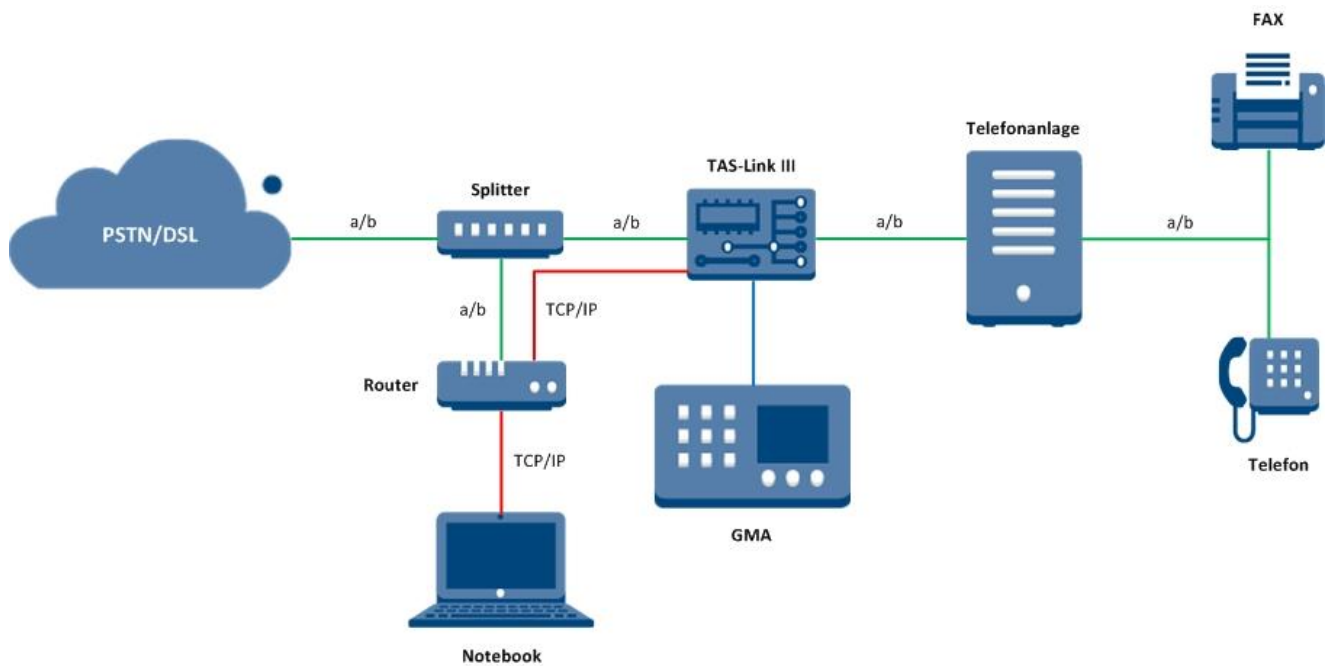 FAX
Telefonanlage
TAS-Link III
Splitter
PSTN/DSL
a/b
a/b
a/b
a/b
a/b
TCP/IP
Router
TCP/IP
GMA
Telefon
Notebook